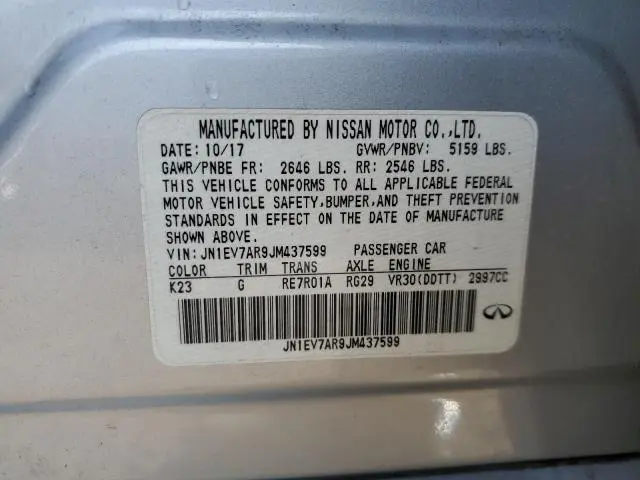 MANUFACTURED BY NISSAN MOTOR CO.,LTD.
DATE: 10/17 GVWR/PNBV: 5159 LBS.
GAWR/PNBE FR: 2646 LBS. RR: 2546 LBS.
THIS VEHICLE CONFORMS TO ALL APPLICABLE FEDERAL
MOTOR VEHICLE SAFETY,BUMPER,AND THEFT PREVENTION
STANDARDS IN EFFECT ON THE DATE OF MANUFACTURE
SHOWN ABOVE.
VIN: JN1EV7AR9JM437599 PASSENGER CAR
COLOR TRIM TRANS AXLE ENGINE
K23 G RE7R01A RG29 VR30(DDTT) 2997CC
JN1EV7AR9JM437599